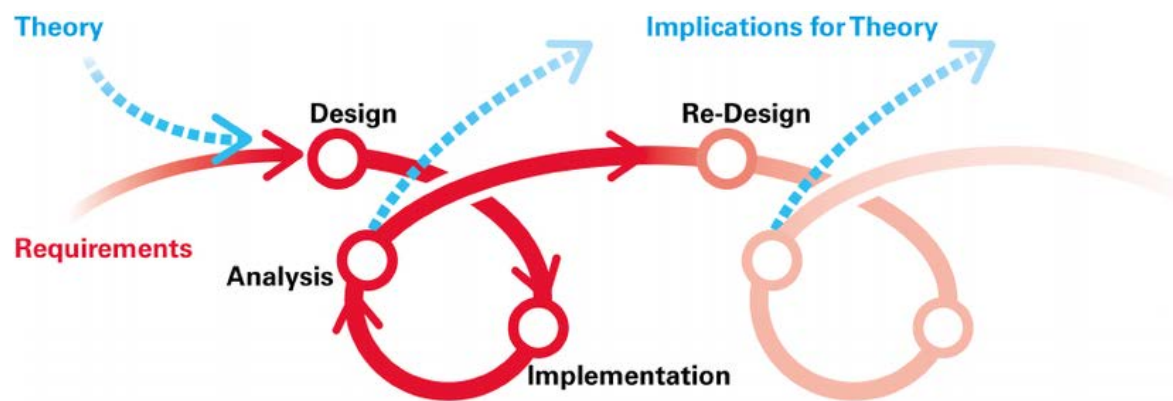 Theory
Implications for Theory
Design
Re-Design
Requirements
Analysis
Implementation